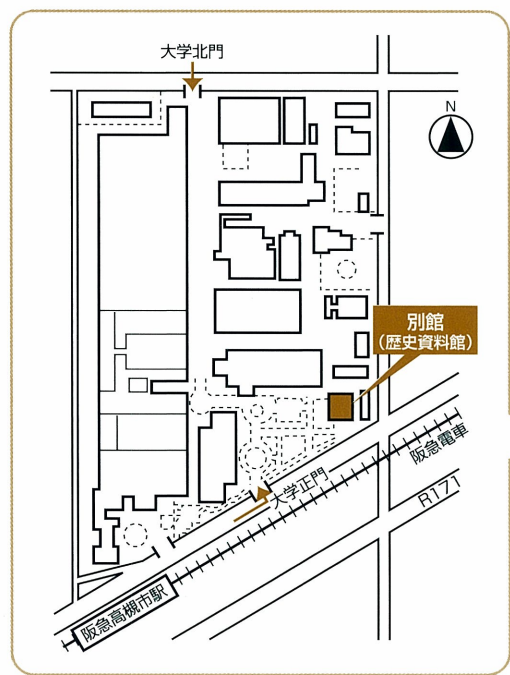 大学北門
N
別館
(歴史資料館)
阪急電車
大学正門
R171
阪急高槻市駅